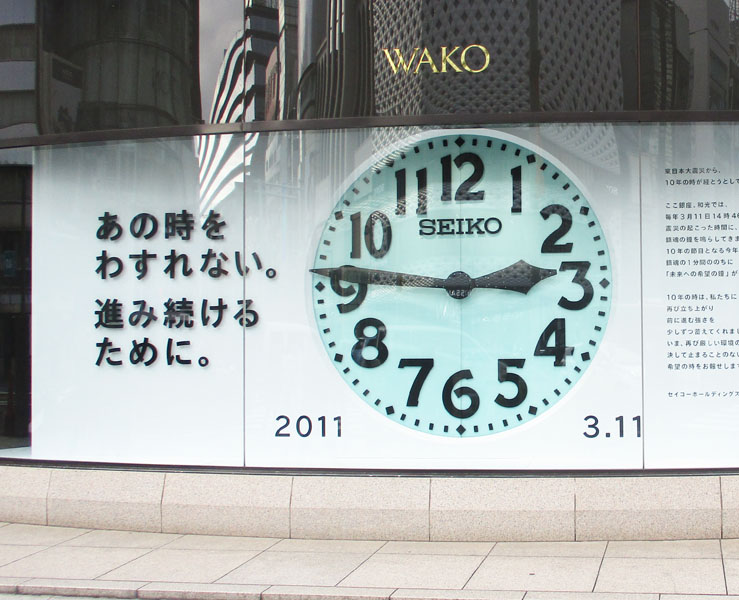 WAKO
あの時を
わすれない。
進み続ける
ために。
12
1
2
3
4
5
6
7
8
9
10
11
SEIKO
2011
3.11
東日本大震災から、
10年の時が経とうとして
ここ銀座、和光では、
毎年3月11日14時4
震災の起こった時間に、
鎮魂の鐘を鳴らしてきま
10年の節目となる今年
鎮魂の1分間ののちに
「未来への希望の鐘」が
10年の時は、私たちに
再び立ち上がり
前に進む強さを
少しずつ与えてくれまし
いま、再び厳しい環境の
決して止まることのない
希望の時をお届けします
セイコーホールディングス